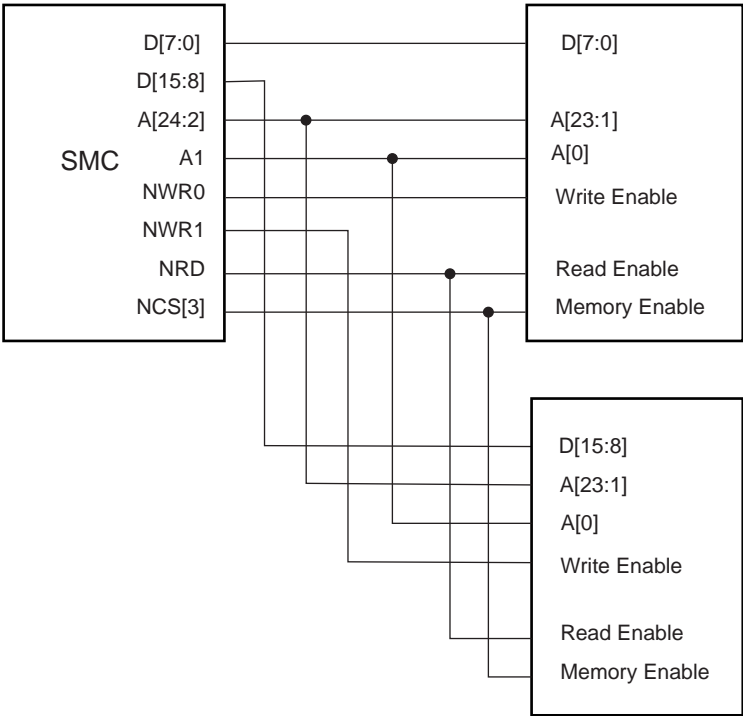 SMC
D[7:0]
D[15:8]
A[24:2]
A1
NWR0
NWR1
NRD
NCS[3]
D[7:0]
A[23:1]
A[0]
Write Enable
Read Enable
Memory Enable
D[15:8]
A[23:1]
A[0]
Write Enable
Read Enable
Memory Enable